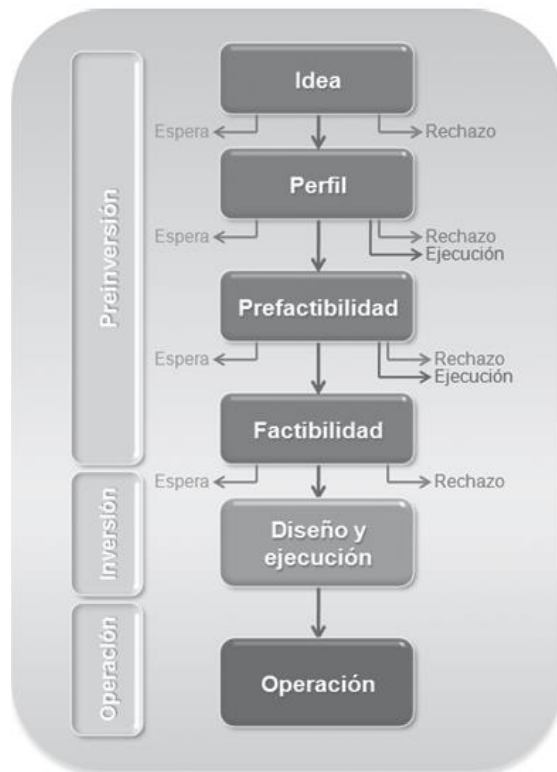 Preinversión
Idea
Espera
Rechazo
Perfil
Espera
Rechazo
Ejecución
Prefactibilidad
Espera
Rechazo
Ejecución
Factibilidad
Espera
Rechazo
Inversión
Diseño y
ejecución
Operación
Operación